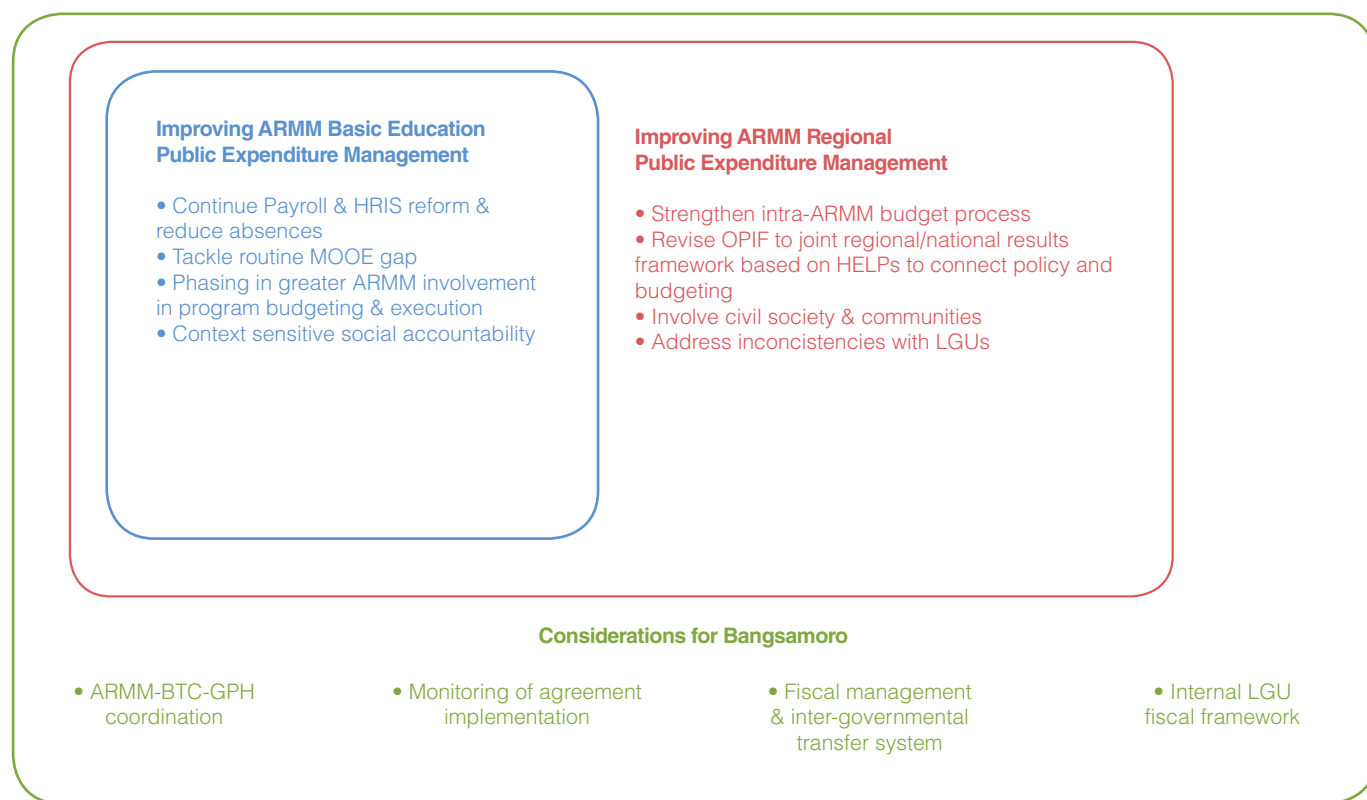 Improving ARMM Basic Education
Public Expenditure Management
• Continue Payroll & HRIS reform &
reduce absences
• Tackle routine MOOE gap
• Phasing in greater ARMM involvement
in program budgeting & execution
• Context sensitive social accountability
Improving ARMM Regional
Public Expenditure Management
• Strengthen intra-ARMM budget process
• Revise OPIF to joint regional/national results
framework based on HELPs to connect policy and
budgeting
• Involve civil society & communities
• Address inconcistencies with LGUs
Considerations for Bangsamoro
• ARMM-BTC-GPH
coordination
• Monitoring of agreement
implementation
• Fiscal management
& inter-governmental
transfer system
• Internal LGU
fiscal framework